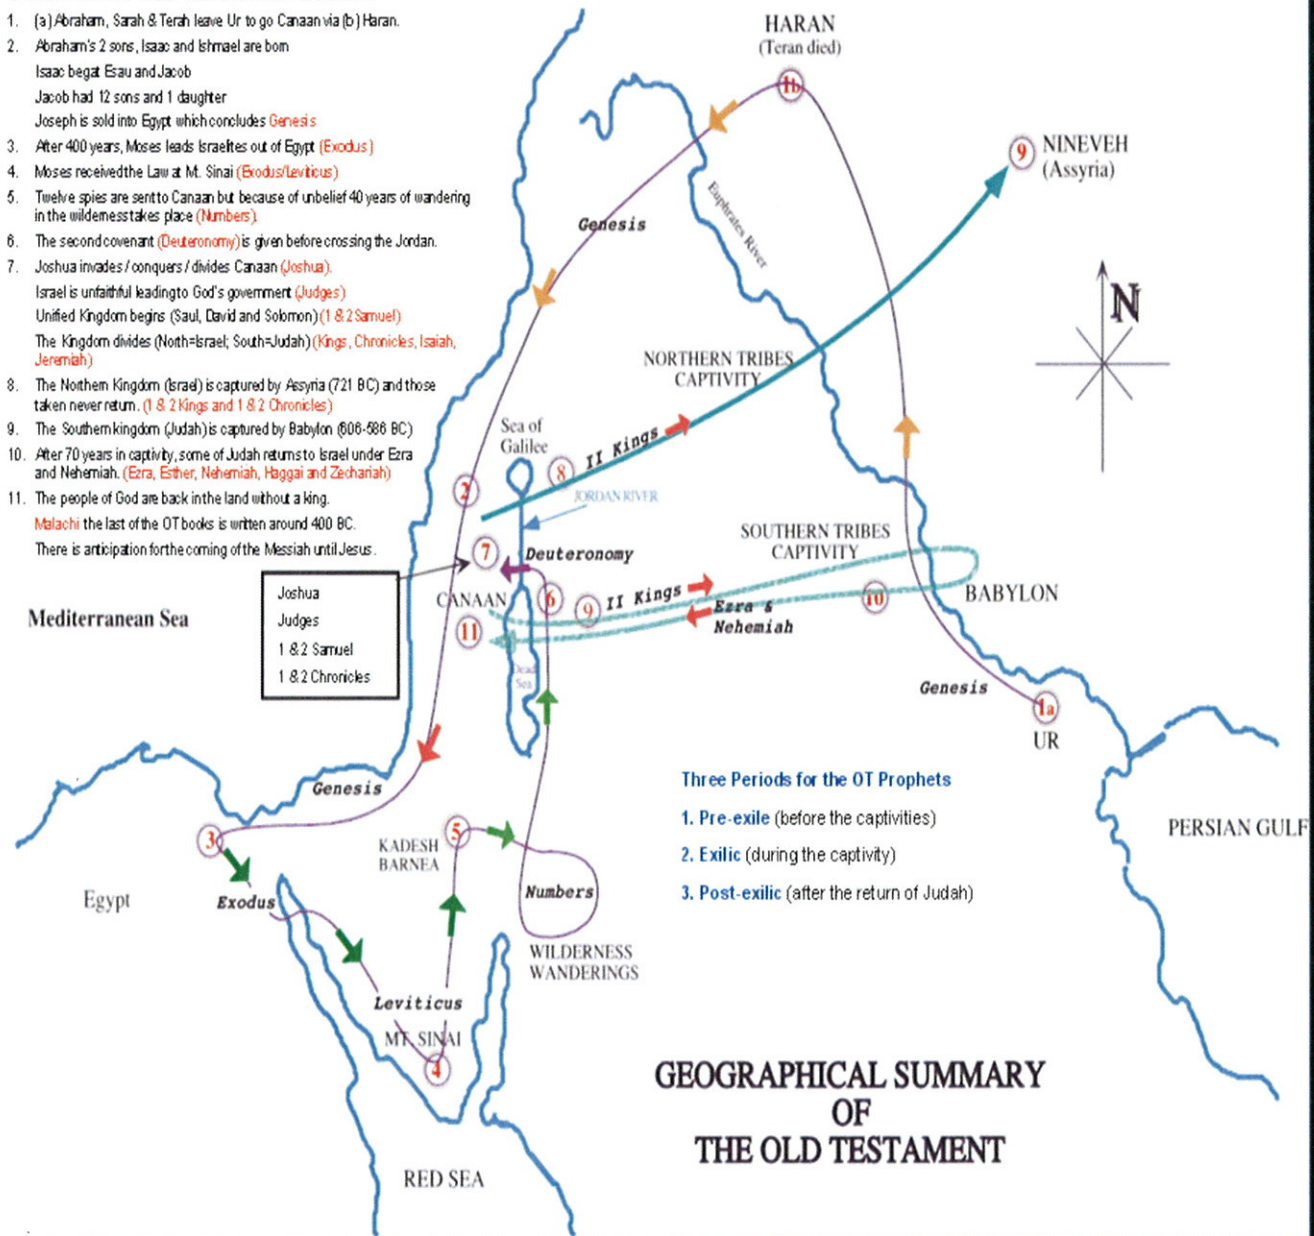 1. (a) Abraham, Sarah & Terah leave Ur to go Canaan via (b) Haran.
2. Abraham's 2 sons, Isaac and Ishmael are born
Isaac begat Esau and Jacob
Jacob had 12 sons and 1 daughter
Joseph is sold into Egypt which concludes Genesis
3. After 400 years, Moses leads Israelites out of Egypt (Exodus)
4. Moses received the Law at M. Sinai (Exodus/Leviticus)
5. Twelve spies are sent to Canaan but because of unbelief 40 years of wandering
in the wilderness takes place (Numbers).
6. The second covenant (Deuteronomy) is given before crossing the Jordan.
7. Joshua invades / conquers / divides Canaan (Joshua).
Israel is unfaithful leading to God's government (Judges)
Unified Kingdom begins (Saul, David and Solomon) (1 & 2 Samuel)
The Kingdom divides (North=Israel; South=Judah) (Kings, Chronicles, Isaiah,
Jeremiah)
8. The Northern Kingdom (Israel) is captured by Assyria (721 BC) and those
taken never return. (1 & 2 Kings and 1 & 2 Chronicles)
9. The Southern kingdom (Judah) is captured by Babylon (606-586 BC)
10. After 70 years in captivity, some of Judah returns to Israel under Ezra
and Nehemiah. (Ezra, Esther, Nehemiah, Haggai and Zechariah)
11. The people of God are back in the land without a king.
Malachi the last of the OT books is written around 400 BC.
There is anticipation for the coming of the Messiah until Jesus.
HARAN
(Teran died)
1b
9
NINEVEH
(Assyria)
Genesis
Euphrates River
N
NORTHERN TRIBES
CAPTIVITY
Sea of
Galilee
8
II Kings
2
JORDAN RIVER
SOUTHERN TRIBES
CAPTIVITY
7
Deuteronomy
CANAAN
6
9
II Kings
10
BABYLON
Ezra &
Nehemiah
11
Joshua
Judges
1 & 2 Samuel
1 & 2 Chronicles
Mediterranean Sea
Dead
Sea
Genesis
1a
UR
Genesis
Three Periods for the OT Prophets
1. Pre-exile (before the captivities)
2. Exilic (during the captivity)
3. Post-exilic (after the return of Judah)
PERSIAN GULF
3
5
KADESH
BARNEA
Egypt
Exodus
Numbers
WILDERNESS
WANDERINGS
Leviticus
MT. SINAI
4
RED SEA
GEOGRAPHICAL SUMMARY
OF
THE OLD TESTAMENT